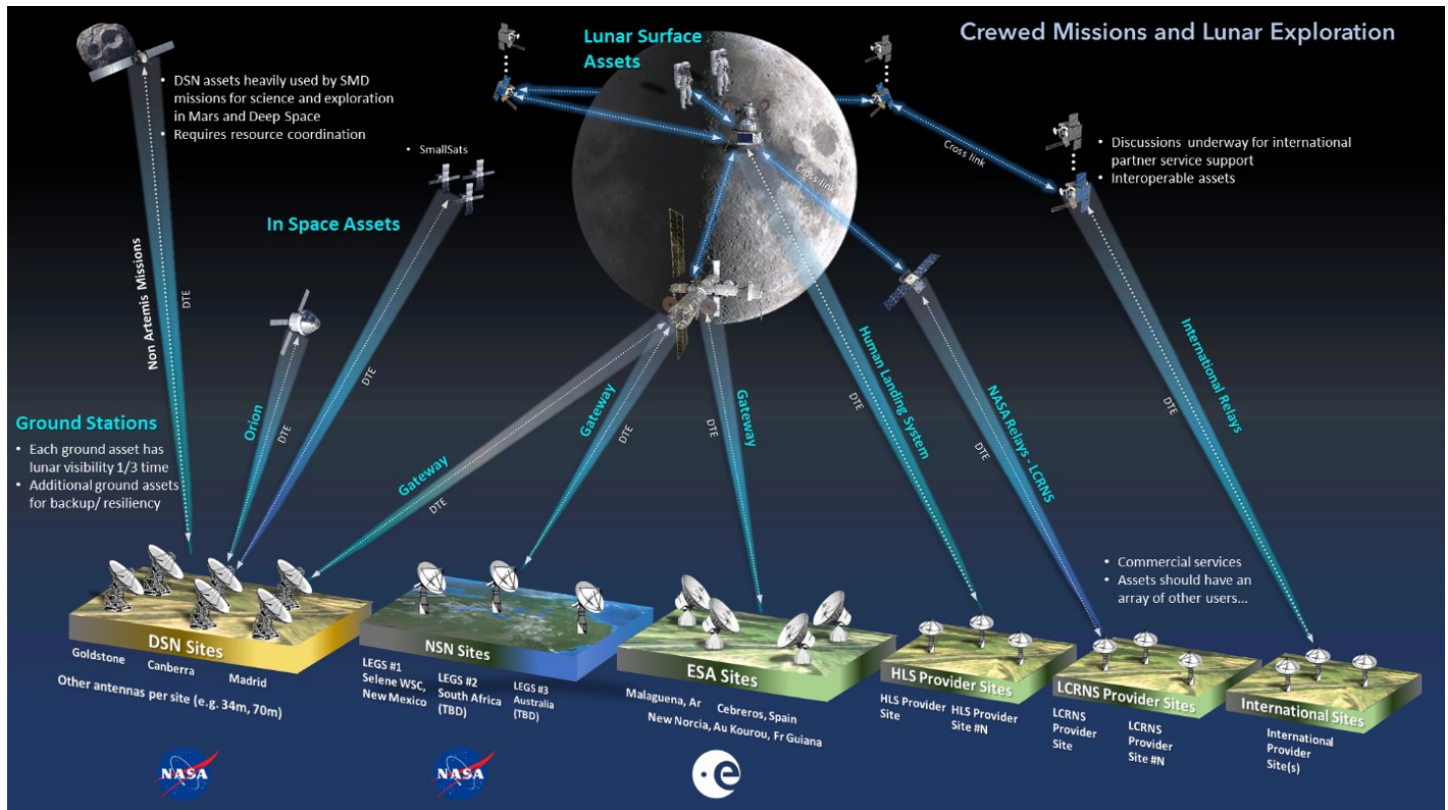 Crewed Missions and Lunar Exploration
Lunar Surface
Assets
• DSN assets heavily used by SMD
missions for science and exploration
in Mars and Deep Space
• Requires resource coordination
• SmallSats
In Space Assets
Cross link
Cross link
• Discussions underway for international
partner service support
• Interoperable assets
Non Artemis Missions
DTE
Orion
DTE
DTE
Gateway
DTE
Gateway
DTE
Gateway
DTE
Human Landing System
DTE
NASA Relays - LCRNS
DTE
International Relays
DTE
Ground Stations
• Each ground asset has
lunar visibility 1/3 time
• Additional ground assets
for backup/ resiliency
• Commercial services
• Assets should have an
array of other users...
DSN Sites
Goldstone
Canberra
Madrid
Other antennas per site (e.g. 34m, 70m)
NSN Sites
LEGS #1
Selene WSC,
New Mexico
LEGS #2
South Africa
(TBD)
LEGS #3
Australia
(TBD)
ESA Sites
Malaguena, Ar
Cebreros, Spain
New Norcia, Au Kourou, Fr Guiana
HLS Provider Sites
HLS Provider
Site
HLS Provider
Site #N
LCRNS Provider Sites
LCRNS
Provider
Site
LCRNS
Provider
Site #N
International Sites
International
Provider
Site(s)
NASA
NASA
e